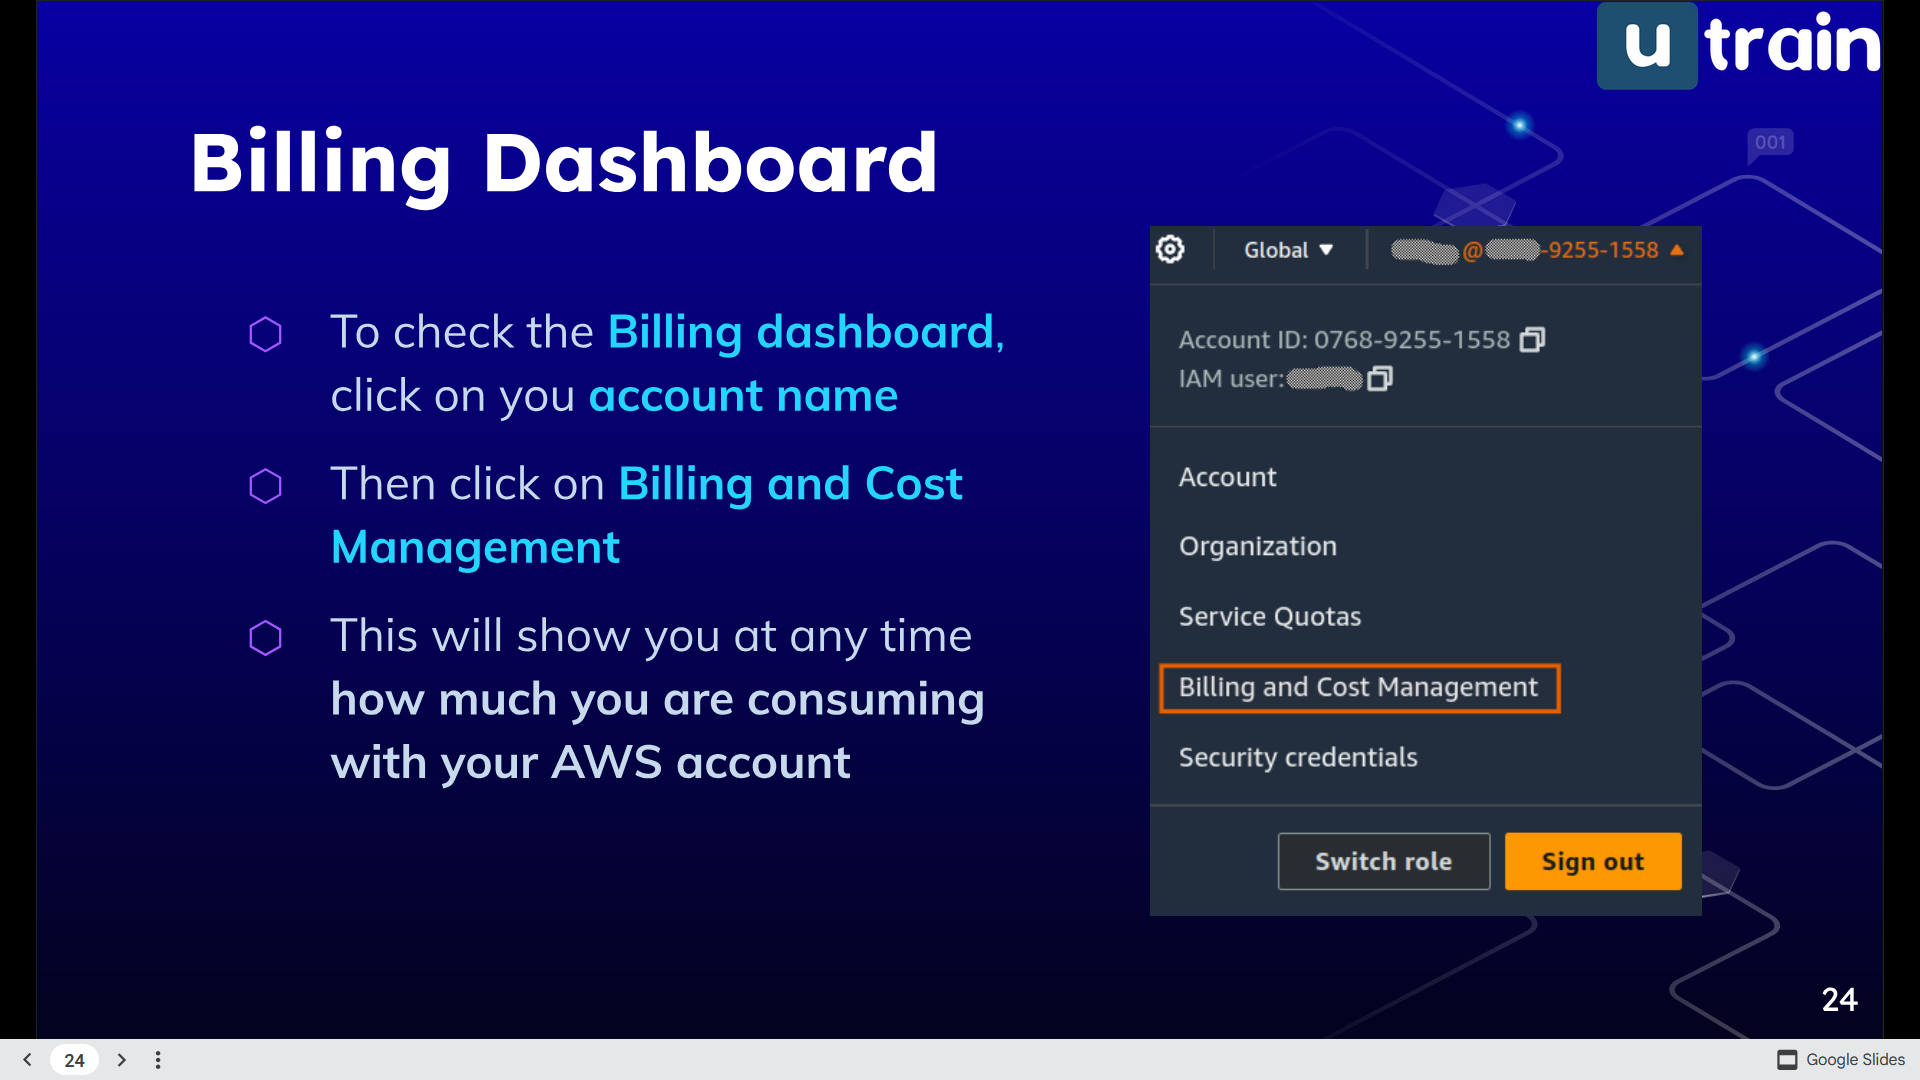 u train
001
Billing Dashboard
To check the Billing dashboard,
click on you account name
Then click on Billing and Cost
Management
This will show you at any time
how much you are consuming
with your AWS account
Global ▼ @ -9255-1558 ▲
Account ID: 0768-9255-1558
IAM user:
Account
Organization
Service Quotas
Billing and Cost Management
Security credentials
Switch role Sign out
24
24 Google Slides